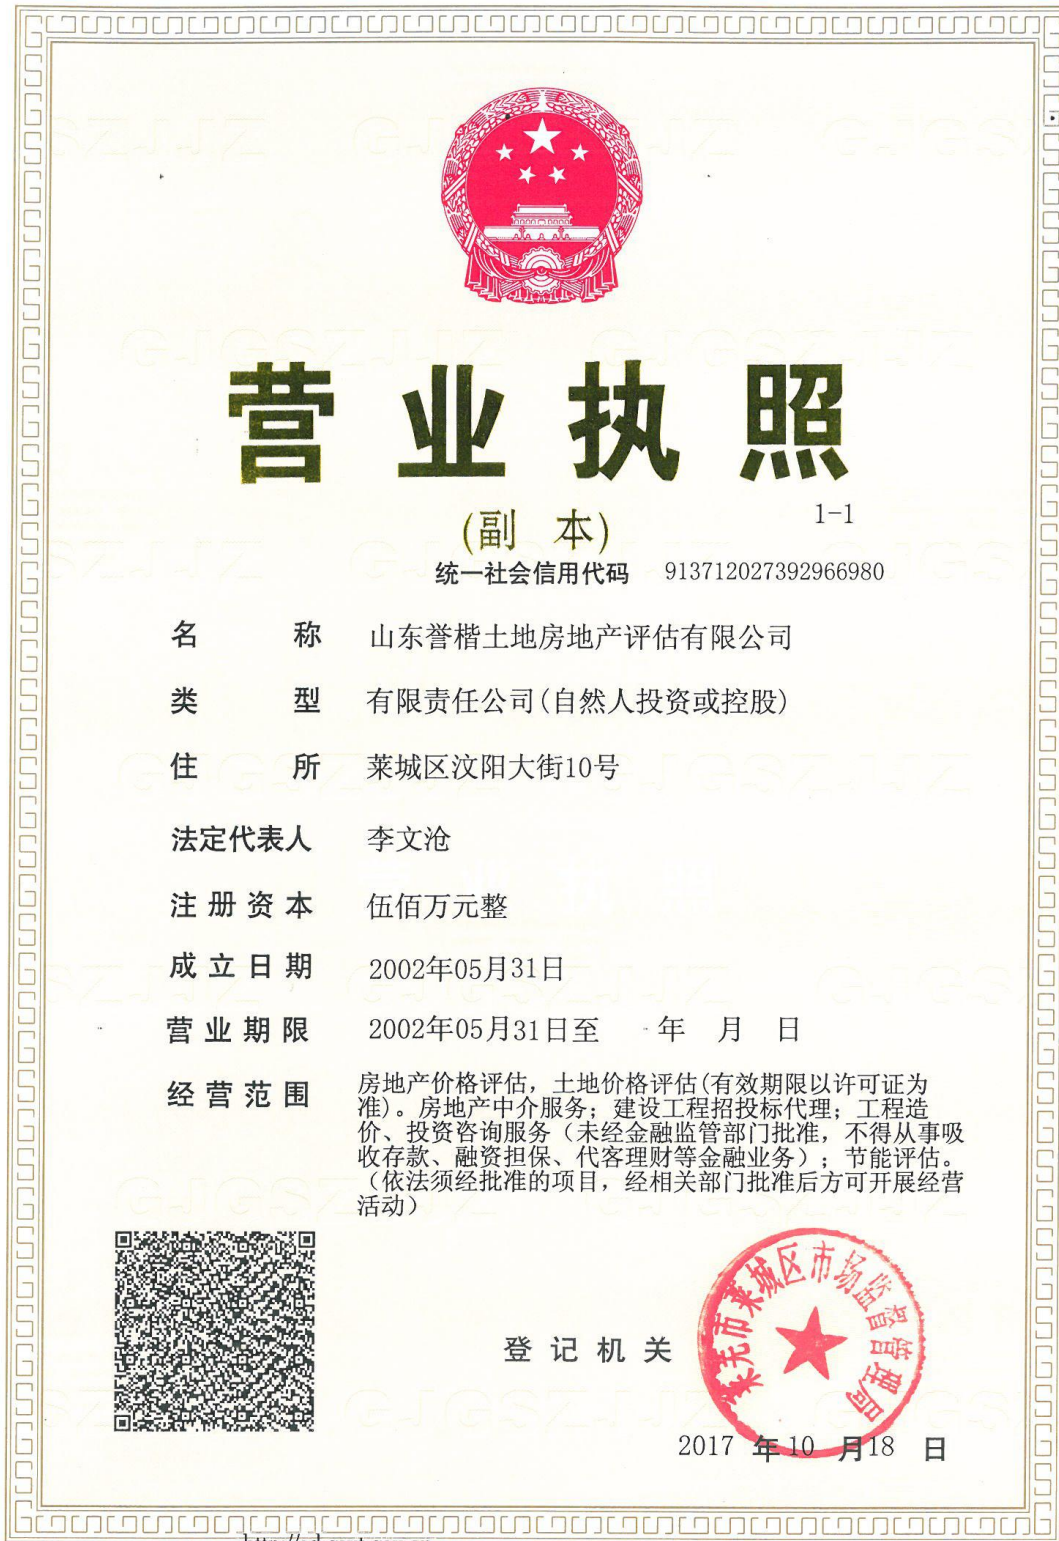 营业执照
(副 本)
1-1
统一社会信用代码 913712027392966980
名 称 山东誉楷土地房地产评估有限公司
类 型 有限责任公司(自然人投资或控股)
住 所 莱城区汶阳大街10号
法定代表人 李文沧
注册资本 伍佰万元整
成立日期 2002年05月31日
营业期限 2002年05月31日至 年 月 日
经营范围 房地产价格评估，土地价格评估(有效期限以许可证为
准)。房地产中介服务；建设工程招投标代理；工程造
价、投资咨询服务（未经金融监管部门批准，不得从事吸
收存款、融资担保、代客理财等金融业务）；节能评估。
（依法须经批准的项目，经相关部门批准后方可开展经营
活动）
登记机关
莱芜市莱城区市场监督管理局
2017 年 10 月 18 日